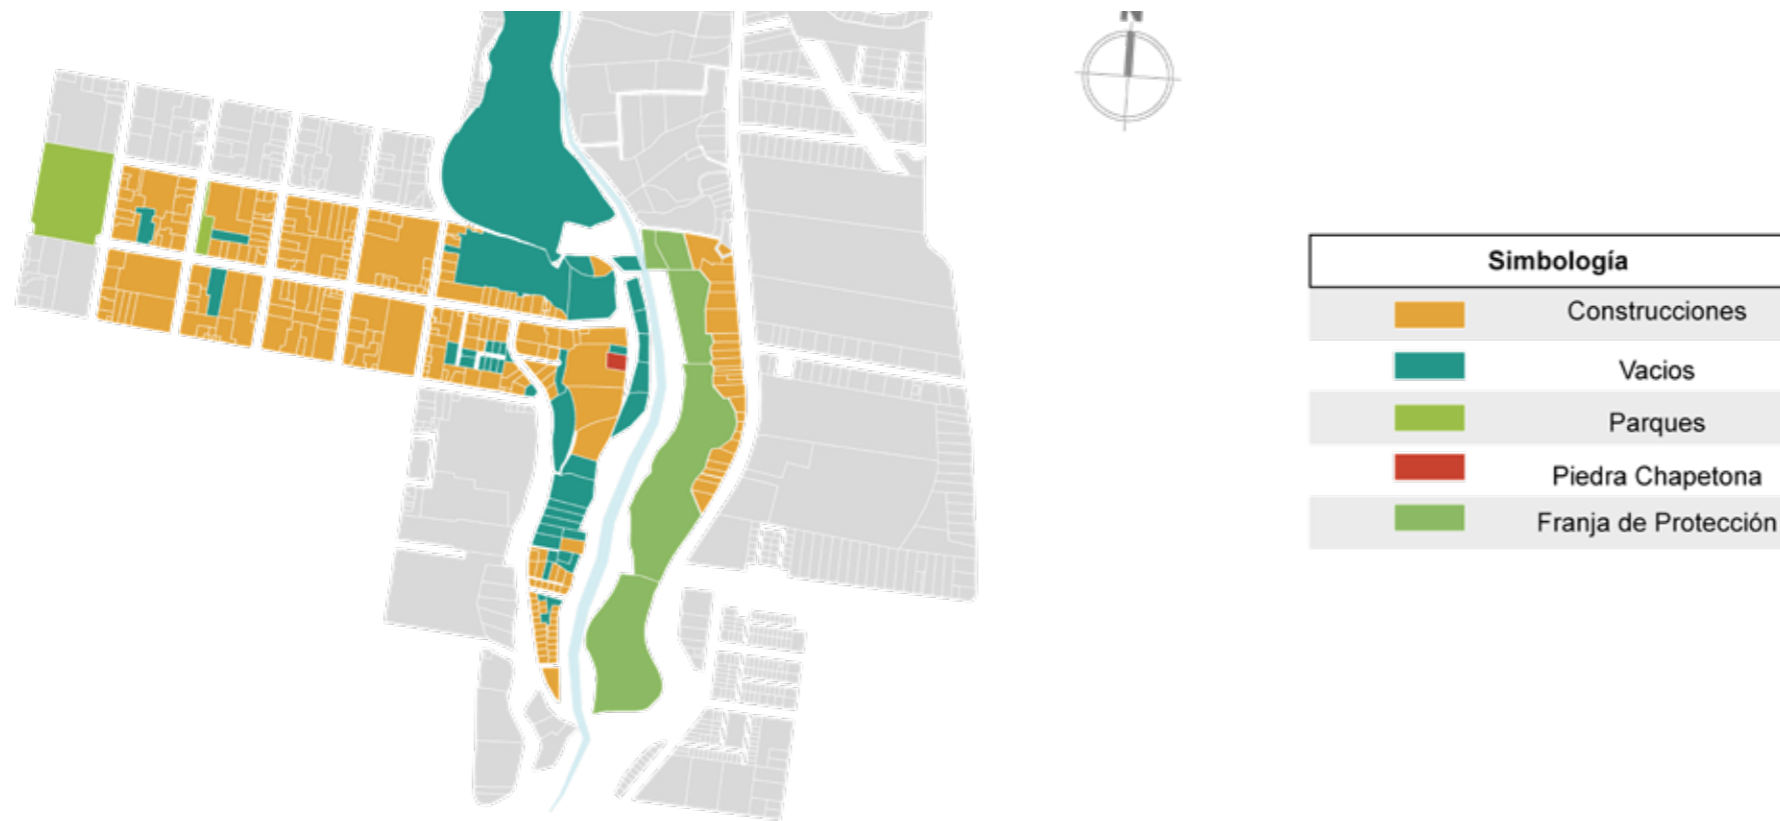 N
Simbología
Construcciones
Vacios
Parques
Piedra Chapetona
Franja de Protección